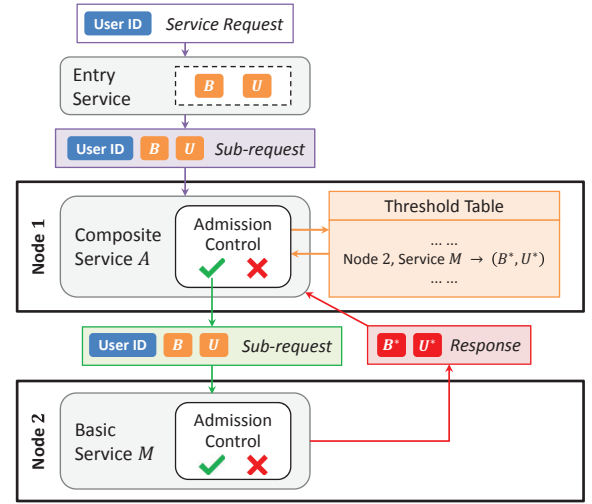 User ID Service Request
Entry
Service
B U
User ID B U Sub-request
Node 1
Composite
Service A
Admission
Control
Threshold Table
... ...
Node 2, Service M → (B*, U*)
... ...
User ID B U Sub-request
B* U* Response
Node 2
Basic
Service M
Admission
Control